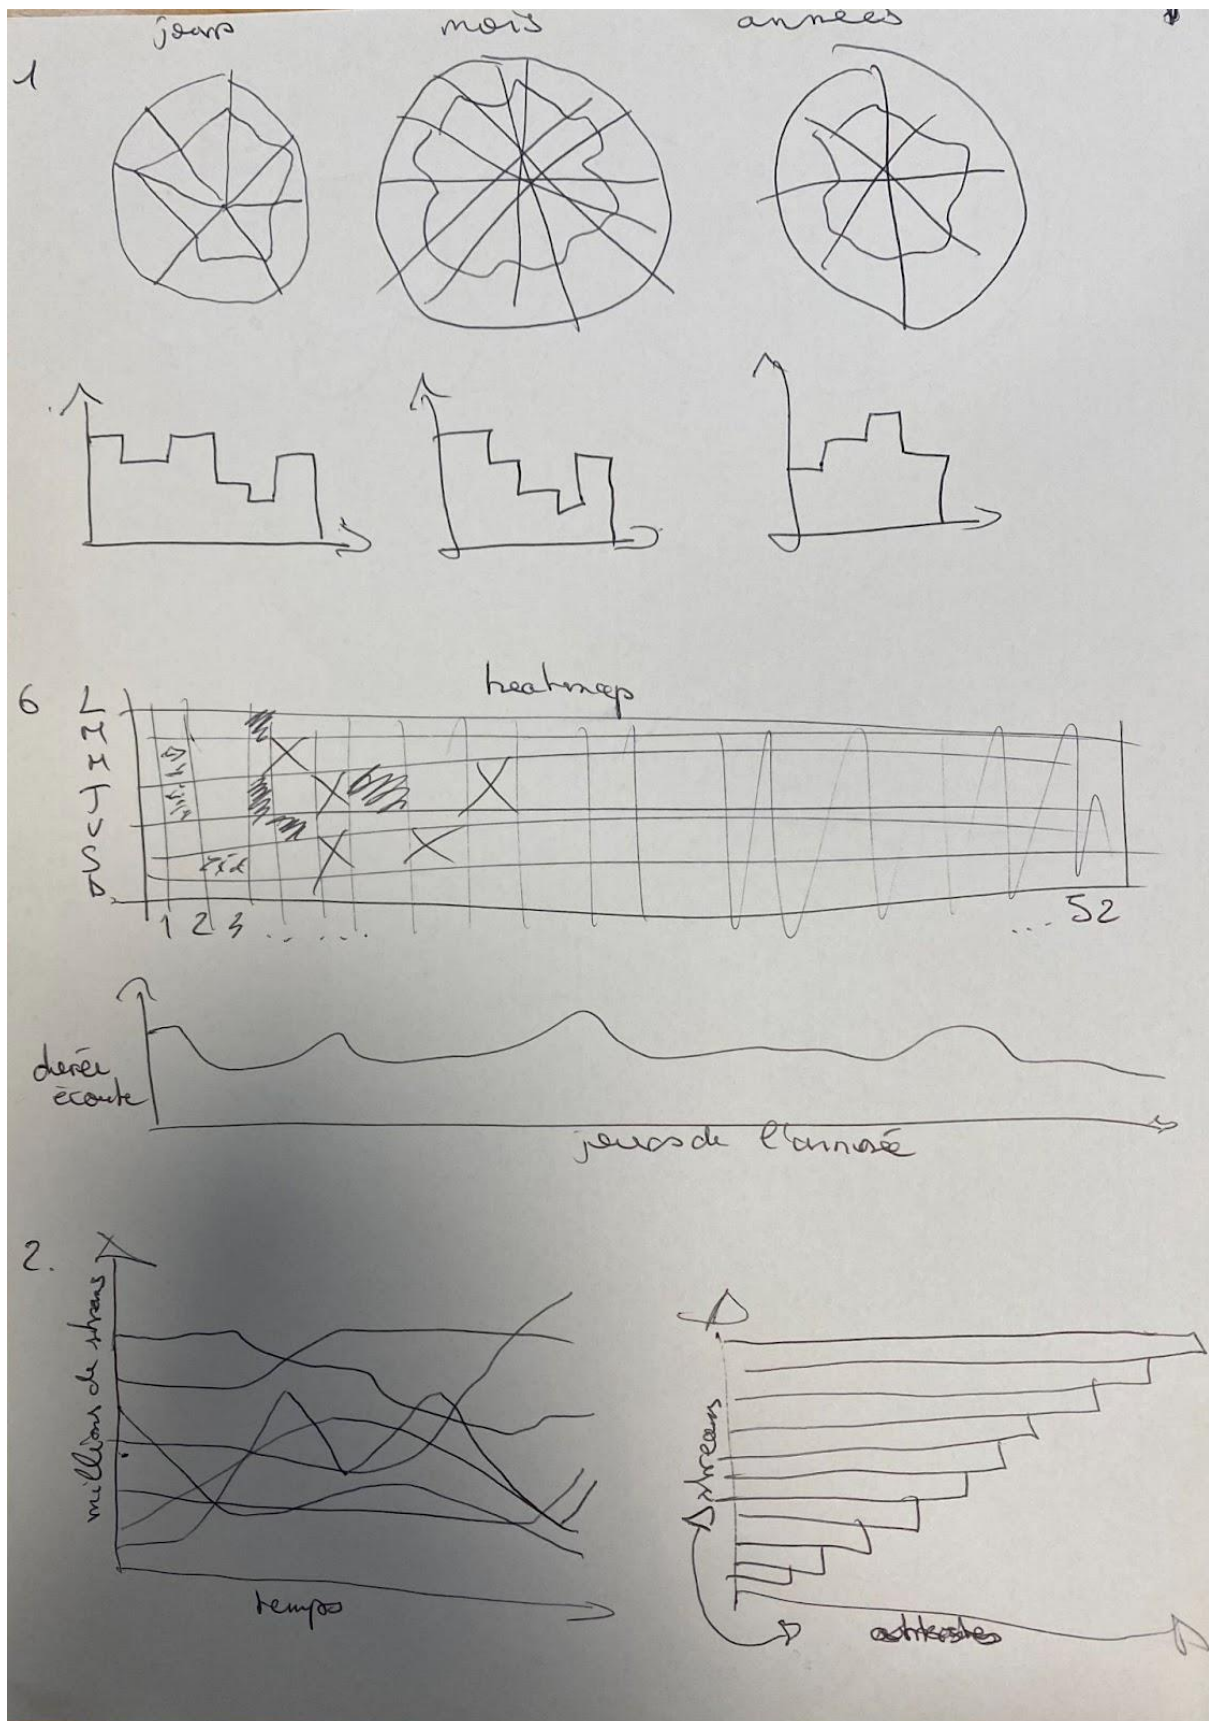 jours mois années
1
6 heatmap
L
M
M
J
V
S
D
1 2 3 . . . . . . ... 52
durée
écoute
jours de l'année
2.
millions de streams
temps
streams
artistes